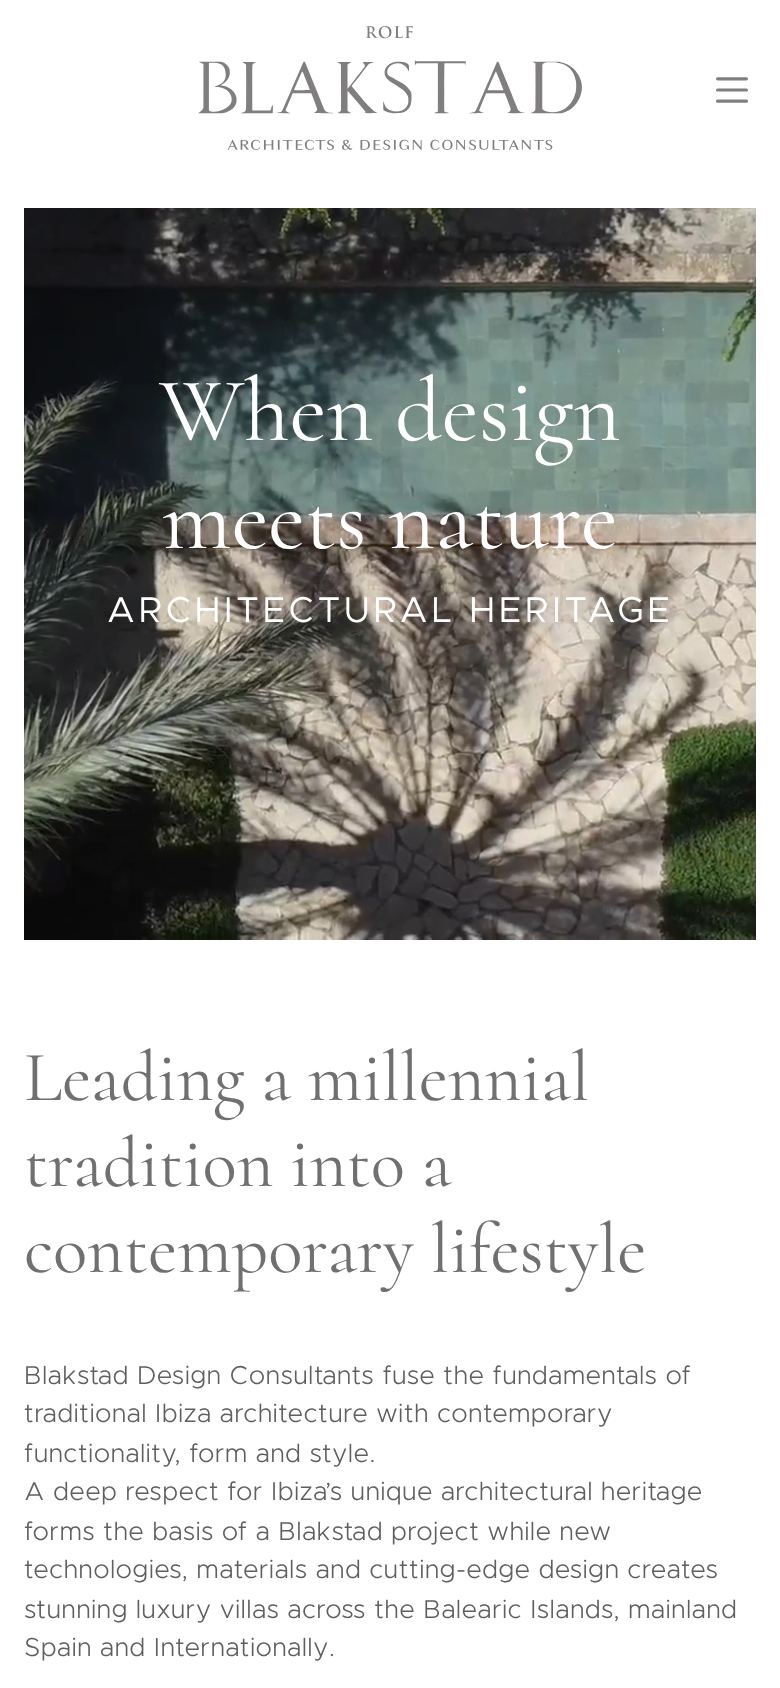 ROLF
BLAKSTAD
ARCHITECTS & DESIGN CONSULTANTS
When design
meets nature
ARCHITECTURAL HERITAGE
Leading a millennial
tradition into a
contemporary lifestyle
Blakstad Design Consultants fuse the fundamentals of
traditional Ibiza architecture with contemporary
functionality, form and style.
A deep respect for Ibiza’s unique architectural heritage
forms the basis of a Blakstad project while new
technologies, materials and cutting-edge design creates
stunning luxury villas across the Balearic Islands, mainland
Spain and Internationally.